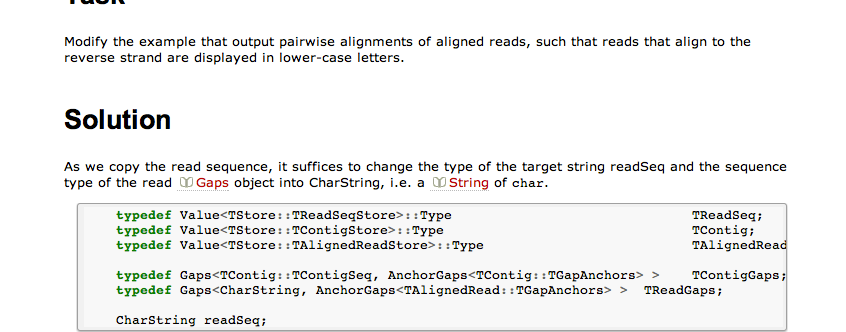 Task
Modify the example that output pairwise alignments of aligned reads, such that reads that align to the
reverse strand are displayed in lower-case letters.
Solution
As we copy the read sequence, it suffices to change the type of the target string readSeq and the sequence
type of the read Gaps object into CharString, i.e. a String of char.
typedef Value<TStore::TReadSeqStore>::Type TReadSeq;
typedef Value<TStore::TContigStore>::Type TContig;
typedef Value<TStore::TAlignedReadStore>::Type TAlignedRead
typedef Gaps<TContig::TContigSeq, AnchorGaps<TContig::TGapAnchors> > TContigGaps;
typedef Gaps<CharString, AnchorGaps<TAlignedRead::TGapAnchors> > TReadGaps;
CharString readSeq;